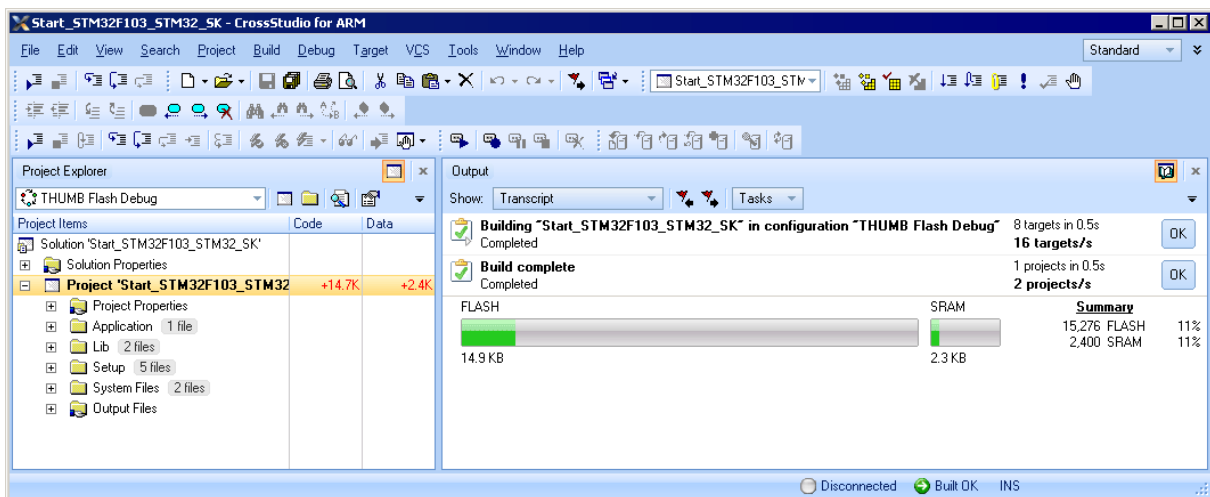 Start_STM32F103_STM32_SK - CrossStudio for ARM
File Edit View Search Project Build Debug Target VCS Tools Window Help Standard
Start_STM32F103_STM
Project Explorer
THUMB Flash Debug
Project Items Code Data
Solution 'Start_STM32F103_STM32_SK'
Solution Properties
Project 'Start_STM32F103_STM32 +14.7K +2.4K
Project Properties
Application 1 file
Lib 2 files
Setup 5 files
System Files 2 files
Output Files
Output
Show: Transcript Tasks
Building "Start_STM32F103_STM32_SK" in configuration "THUMB Flash Debug" 8 targets in 0.5s
Completed 16 targets/s OK
Build complete 1 projects in 0.5s
Completed 2 projects/s OK
FLASH SRAM Summary
15,276 FLASH 11%
2,400 SRAM 11%
14.9 KB 2.3 KB
Disconnected Built OK INS